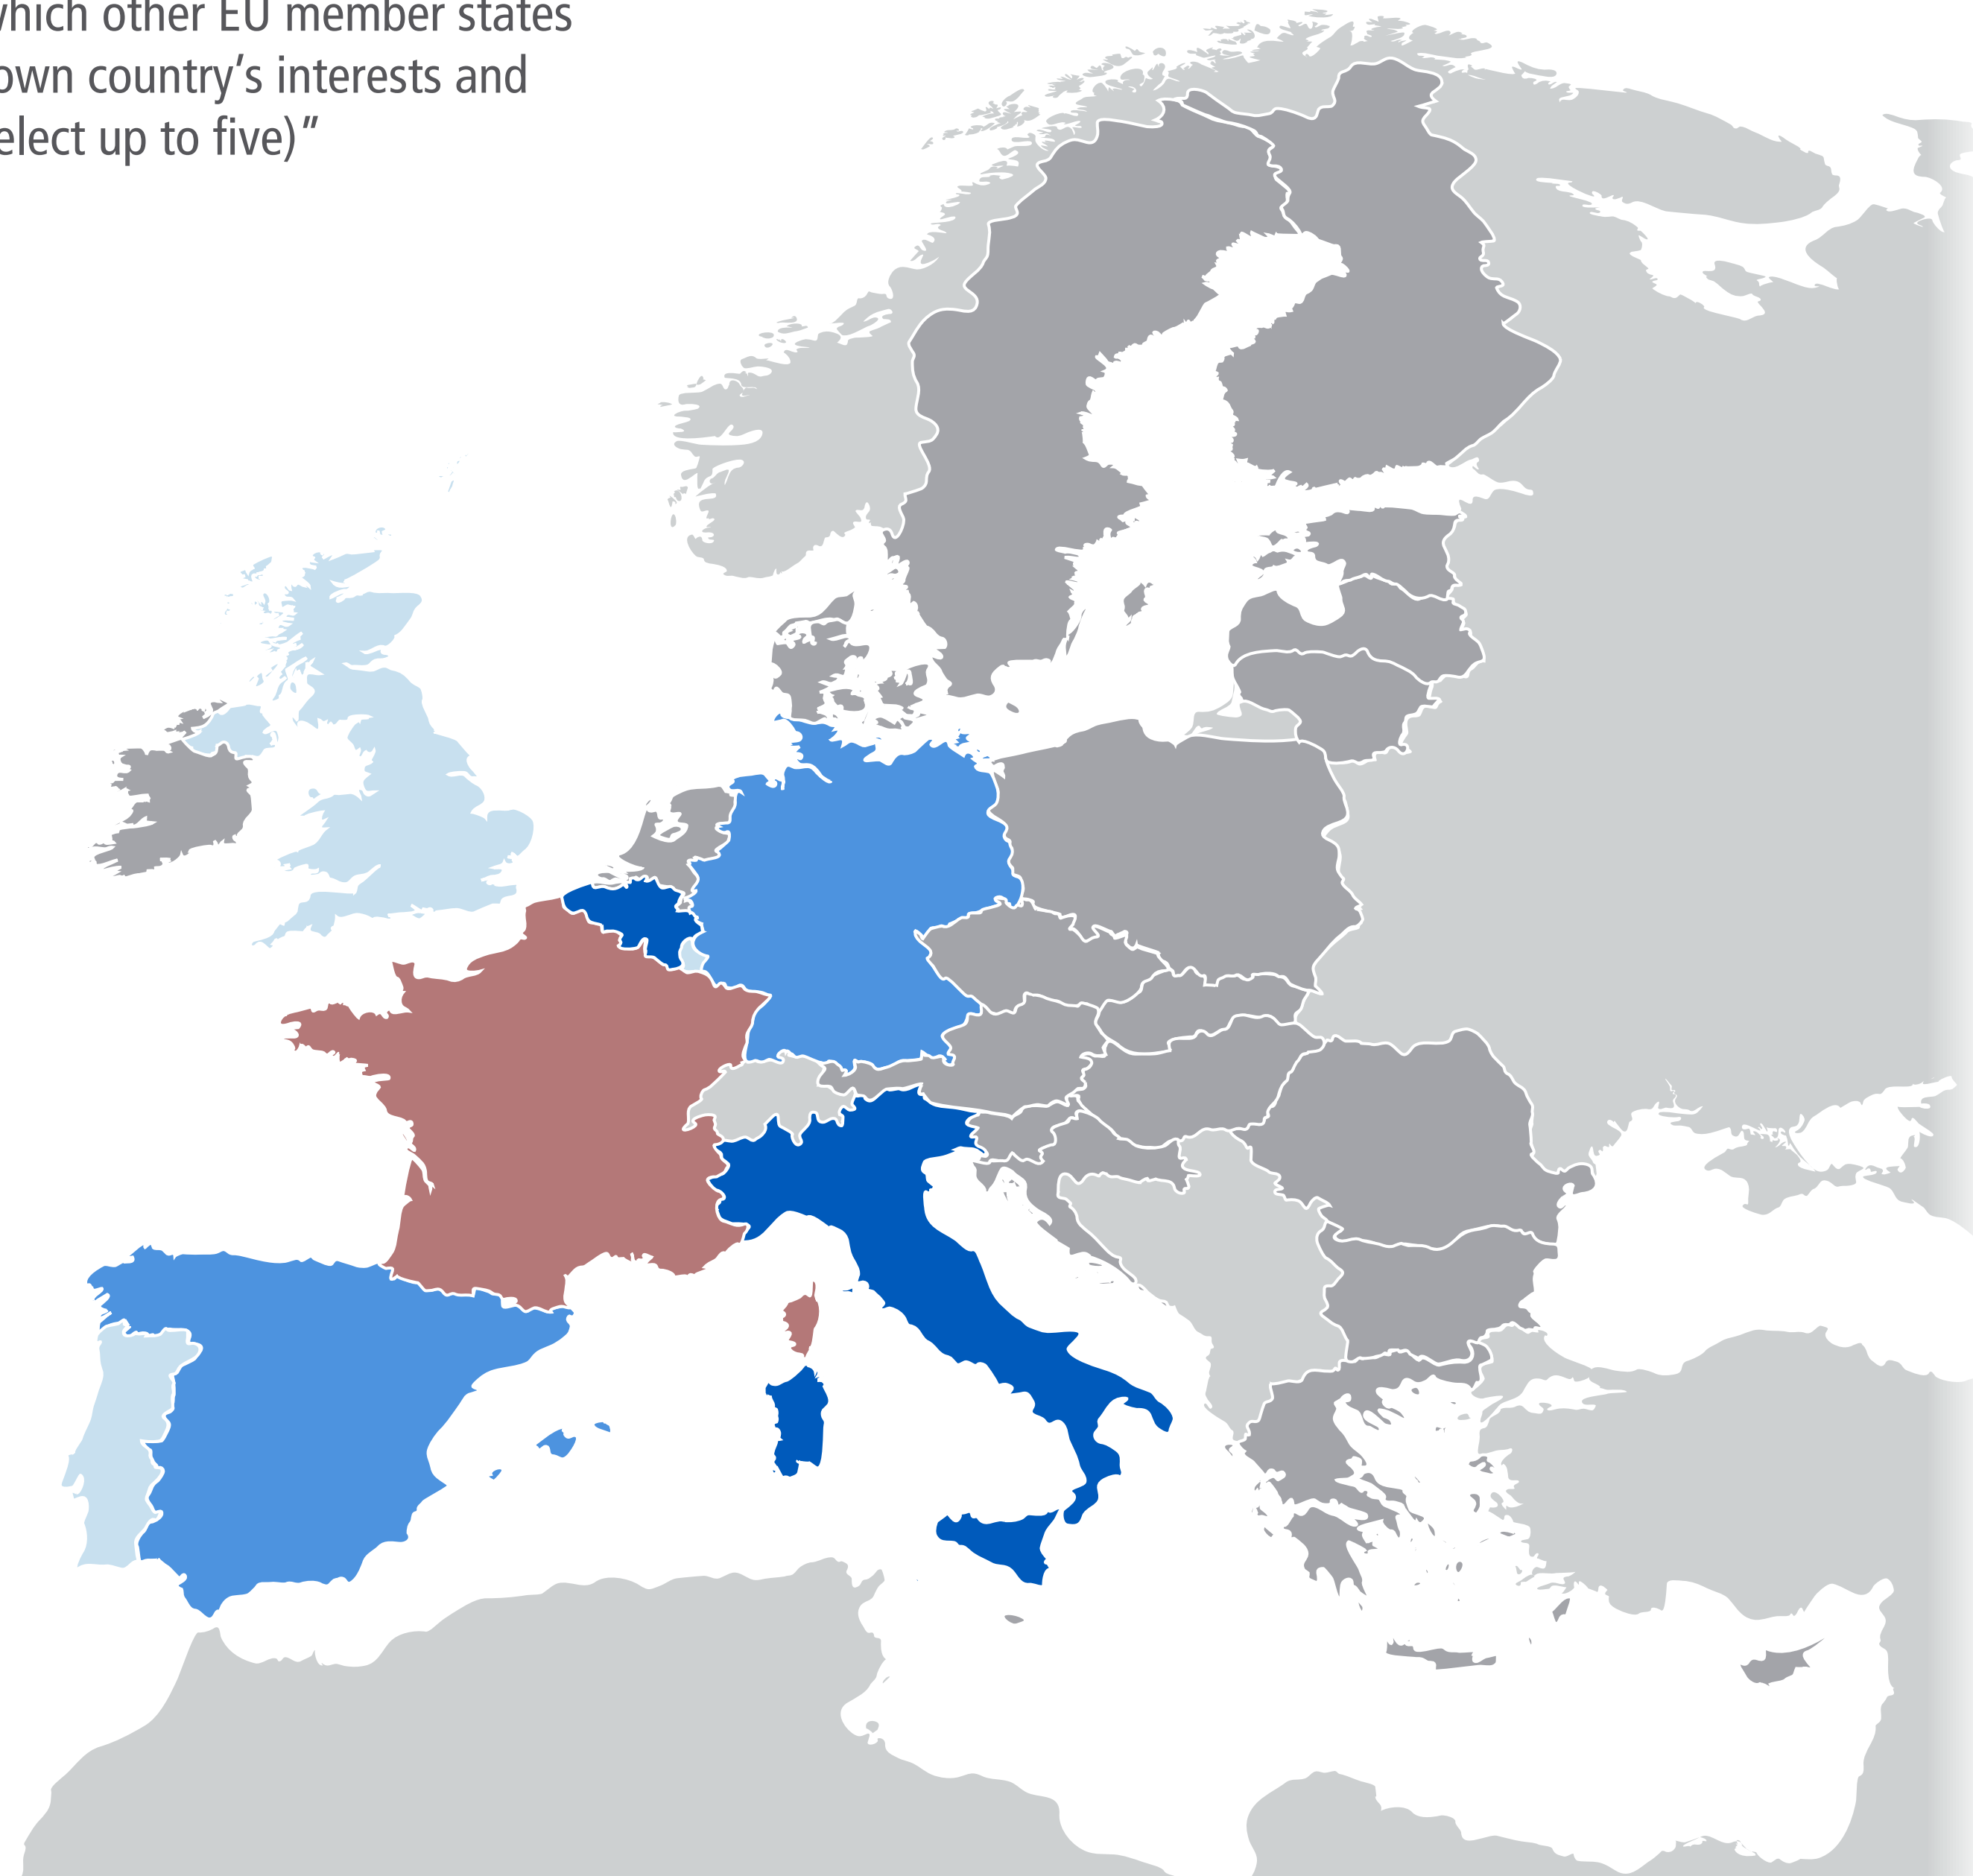 which other EU member states
own country’s interests and
elect up to five)“